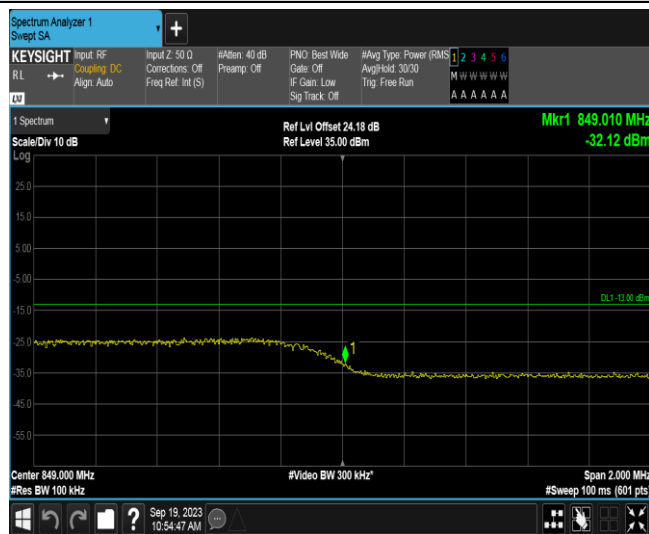 Spectrum Analyzer 1
Swept SA
+
KEYSIGHT
RL
LXI
Input: RF
Coupling: DC
Align: Auto
Input Z: 50 Ω
Corrections: Off
Freq Ref: Int (S)
#Atten: 40 dB
Preamp: Off
PNO: Best Wide
Gate: Off
IF Gain: Low
Sig Track: Off
#Avg Type: Power (RMS
Avg|Hold: 30/30
Trig: Free Run
1 2 3 4 5 6
M W W W W W
A A A A A A
1 Spectrum
Scale/Div 10 dB
Ref Lvl Offset 24.18 dB
Ref Level 35.00 dBm
Mkr1 849.010 MHz
-32.12 dBm
Log
25.0
15.0
5.00
-5.00
DL1 -13.00 dBm
-15.0
-25.0
1
-35.0
-45.0
-55.0
Center 849.000 MHz
#Video BW 300 kHz*
Span 2.000 MHz
#Res BW 100 kHz
#Sweep 100 ms (601 pts)
?
Sep 19, 2023
10:54:47 AM